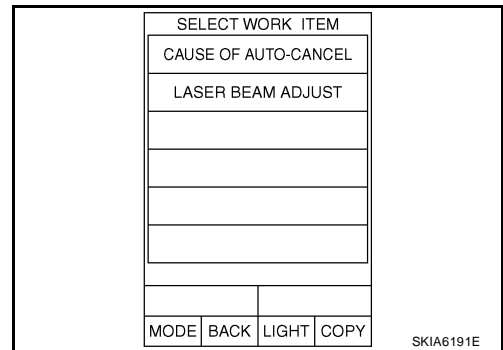 SELECT WORK ITEM
CAUSE OF AUTO-CANCEL
LASER BEAM ADJUST
MODE BACK LIGHT COPY
SKIA6191E